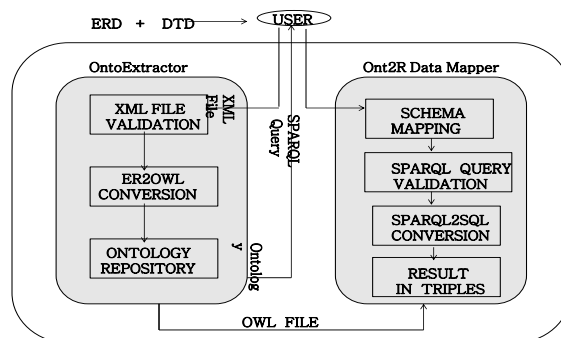 ERD + DTD
USER
OntoExtractor
Ont2R Data Mapper
XML FILE
VALIDATION
XML
File
ER2OWL
CONVERSION
ONTOLOGY
REPOSITORY
SPARQL
Query
Ontolog
y
SCHEMA
MAPPING
SPARQL QUERY
VALIDATION
SPARQL2SQL
CONVERSION
RESULT
IN TRIPLES
OWL FILE